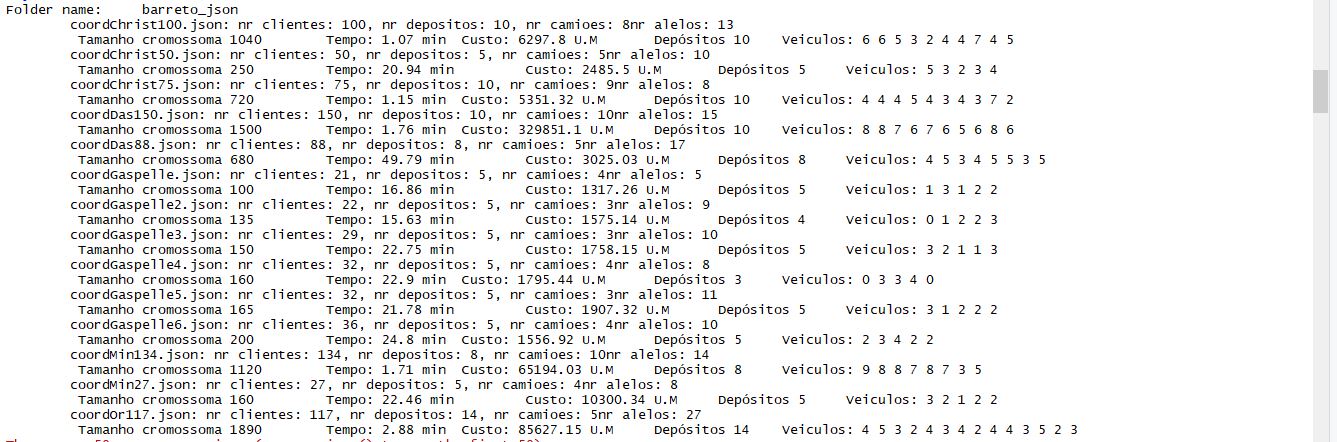 Folder name: barreto_json
coordChrist100.json: nr clientes: 100, nr depositos: 10, nr camioes: 8nr alelos: 13
Tamanho cromossoma 1040 Tempo: 1.07 min Custo: 6297.8 U.M Depósitos 10 Veiculos: 6 6 5 3 2 4 4 7 4 5
coordChrist50.json: nr clientes: 50, nr depositos: 5, nr camioes: 5nr alelos: 10
Tamanho cromossoma 250 Tempo: 20.94 min Custo: 2485.5 U.M Depósitos 5 Veiculos: 5 3 2 3 4
coordChrist75.json: nr clientes: 75, nr depositos: 10, nr camioes: 9nr alelos: 8
Tamanho cromossoma 720 Tempo: 1.15 min Custo: 5351.32 U.M Depósitos 10 Veiculos: 4 4 4 5 4 3 4 3 7 2
coordDas150.json: nr clientes: 150, nr depositos: 10, nr camioes: 10nr alelos: 15
Tamanho cromossoma 1500 Tempo: 1.76 min Custo: 329851.1 U.M Depósitos 10 Veiculos: 8 8 7 6 7 6 5 6 8 6
coordDas88.json: nr clientes: 88, nr depositos: 8, nr camioes: 5nr alelos: 17
Tamanho cromossoma 680 Tempo: 49.79 min Custo: 3025.03 U.M Depósitos 8 Veiculos: 4 5 3 4 5 5 3 5
coordGaspelle.json: nr clientes: 21, nr depositos: 5, nr camioes: 4nr alelos: 5
Tamanho cromossoma 100 Tempo: 16.86 min Custo: 1317.26 U.M Depósitos 5 Veiculos: 1 3 1 2 2
coordGaspelle2.json: nr clientes: 22, nr depositos: 5, nr camioes: 3nr alelos: 9
Tamanho cromossoma 135 Tempo: 15.63 min Custo: 1575.14 U.M Depósitos 4 Veiculos: 0 1 2 2 3
coordGaspelle3.json: nr clientes: 29, nr depositos: 5, nr camioes: 3nr alelos: 10
Tamanho cromossoma 150 Tempo: 22.75 min Custo: 1758.15 U.M Depósitos 5 Veiculos: 3 2 1 1 3
coordGaspelle4.json: nr clientes: 32, nr depositos: 5, nr camioes: 4nr alelos: 8
Tamanho cromossoma 160 Tempo: 22.9 min Custo: 1795.44 U.M Depósitos 3 Veiculos: 0 3 3 4 0
coordGaspelle5.json: nr clientes: 32, nr depositos: 5, nr camioes: 3nr alelos: 11
Tamanho cromossoma 165 Tempo: 21.78 min Custo: 1907.32 U.M Depósitos 5 Veiculos: 3 1 2 2 2
coordGaspelle6.json: nr clientes: 36, nr depositos: 5, nr camioes: 4nr alelos: 10
Tamanho cromossoma 200 Tempo: 24.8 min Custo: 1556.92 U.M Depósitos 5 Veiculos: 2 3 4 2 2
coordMin134.json: nr clientes: 134, nr depositos: 8, nr camioes: 10nr alelos: 14
Tamanho cromossoma 1120 Tempo: 1.71 min Custo: 65194.03 U.M Depósitos 8 Veiculos: 9 8 8 7 8 7 3 5
coordMin27.json: nr clientes: 27, nr depositos: 5, nr camioes: 4nr alelos: 8
Tamanho cromossoma 160 Tempo: 22.46 min Custo: 10300.34 U.M Depósitos 5 Veiculos: 3 2 1 2 2
coordOr117.json: nr clientes: 117, nr depositos: 14, nr camioes: 5nr alelos: 27
Tamanho cromossoma 1890 Tempo: 2.88 min Custo: 85627.15 U.M Depósitos 14 Veiculos: 4 5 3 2 4 3 4 2 4 4 3 5 2 3